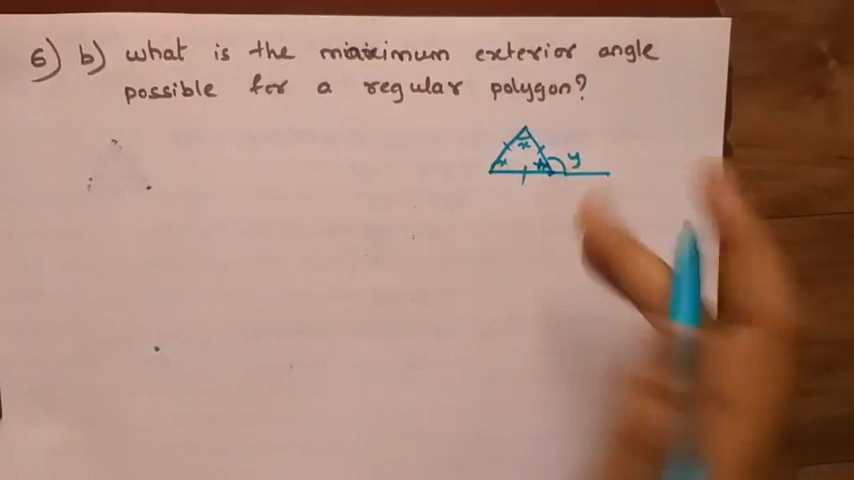 6) b) what is the maximum exterior angle
possible for a regular polygon?
x
x x y